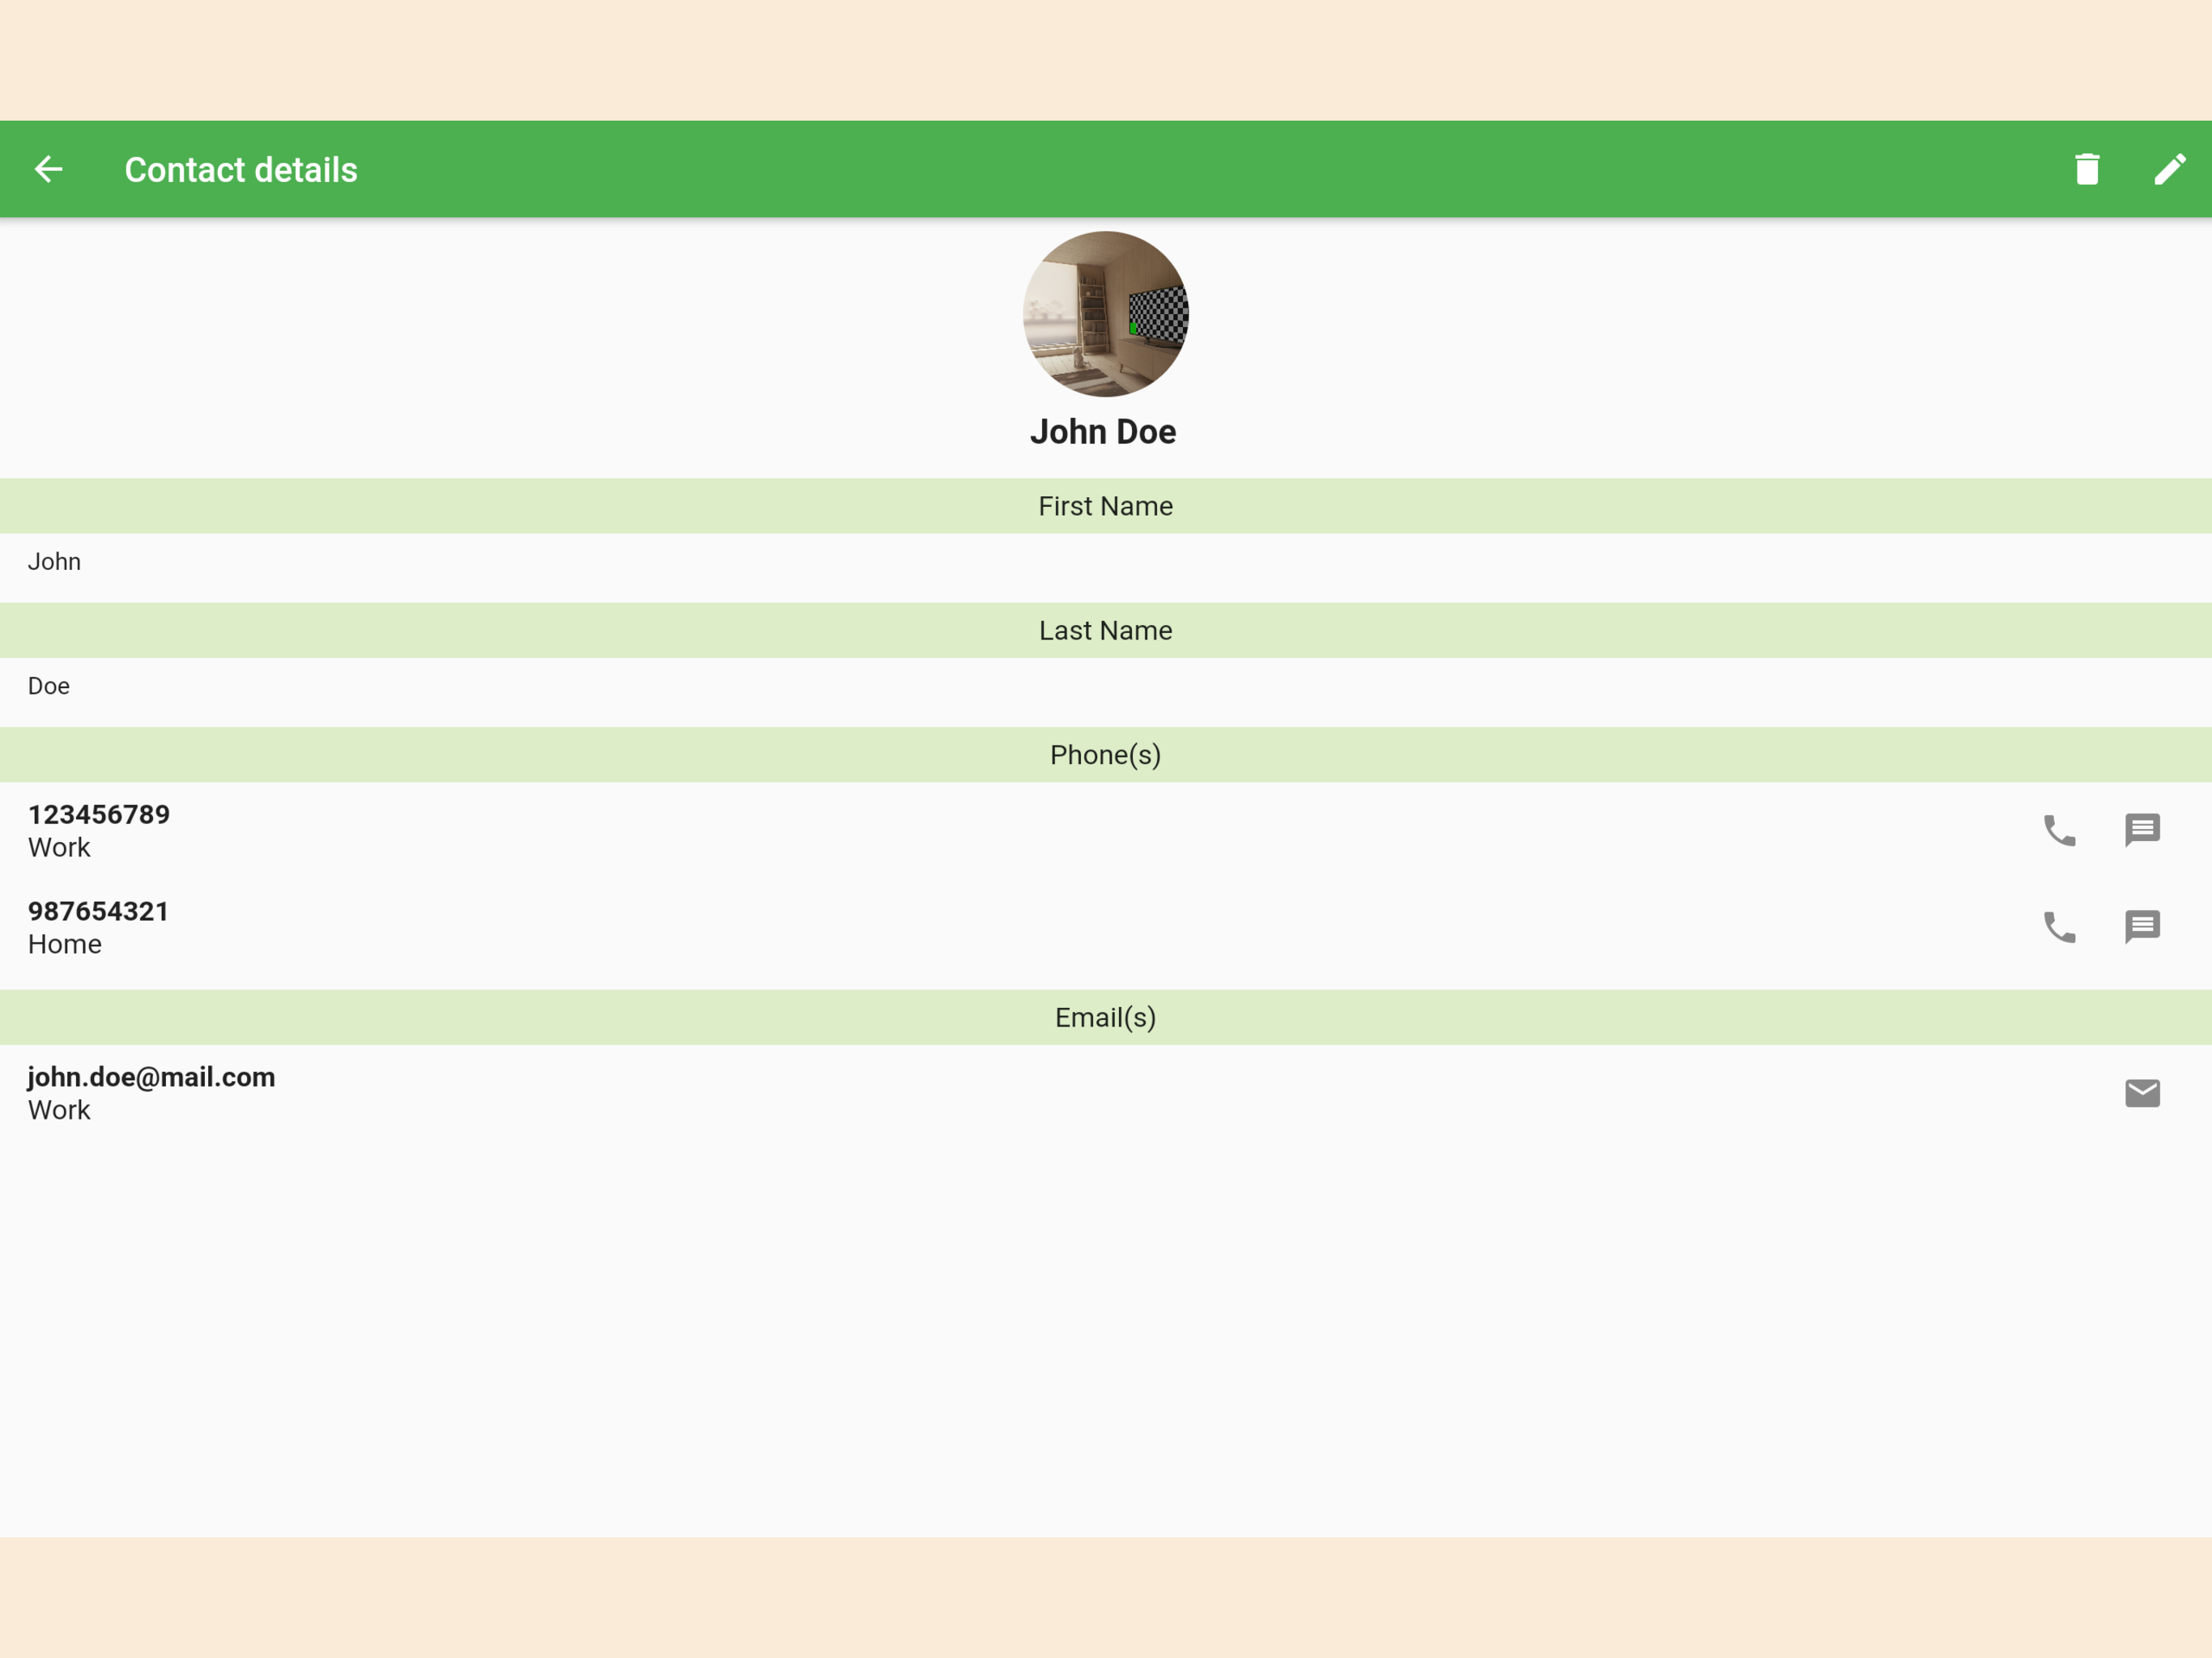 Contact details
John Doe
First Name
John
Last Name
Doe
Phone(s)
123456789
Work
987654321
Home
Email(s)
john.doe@mail.com
Work